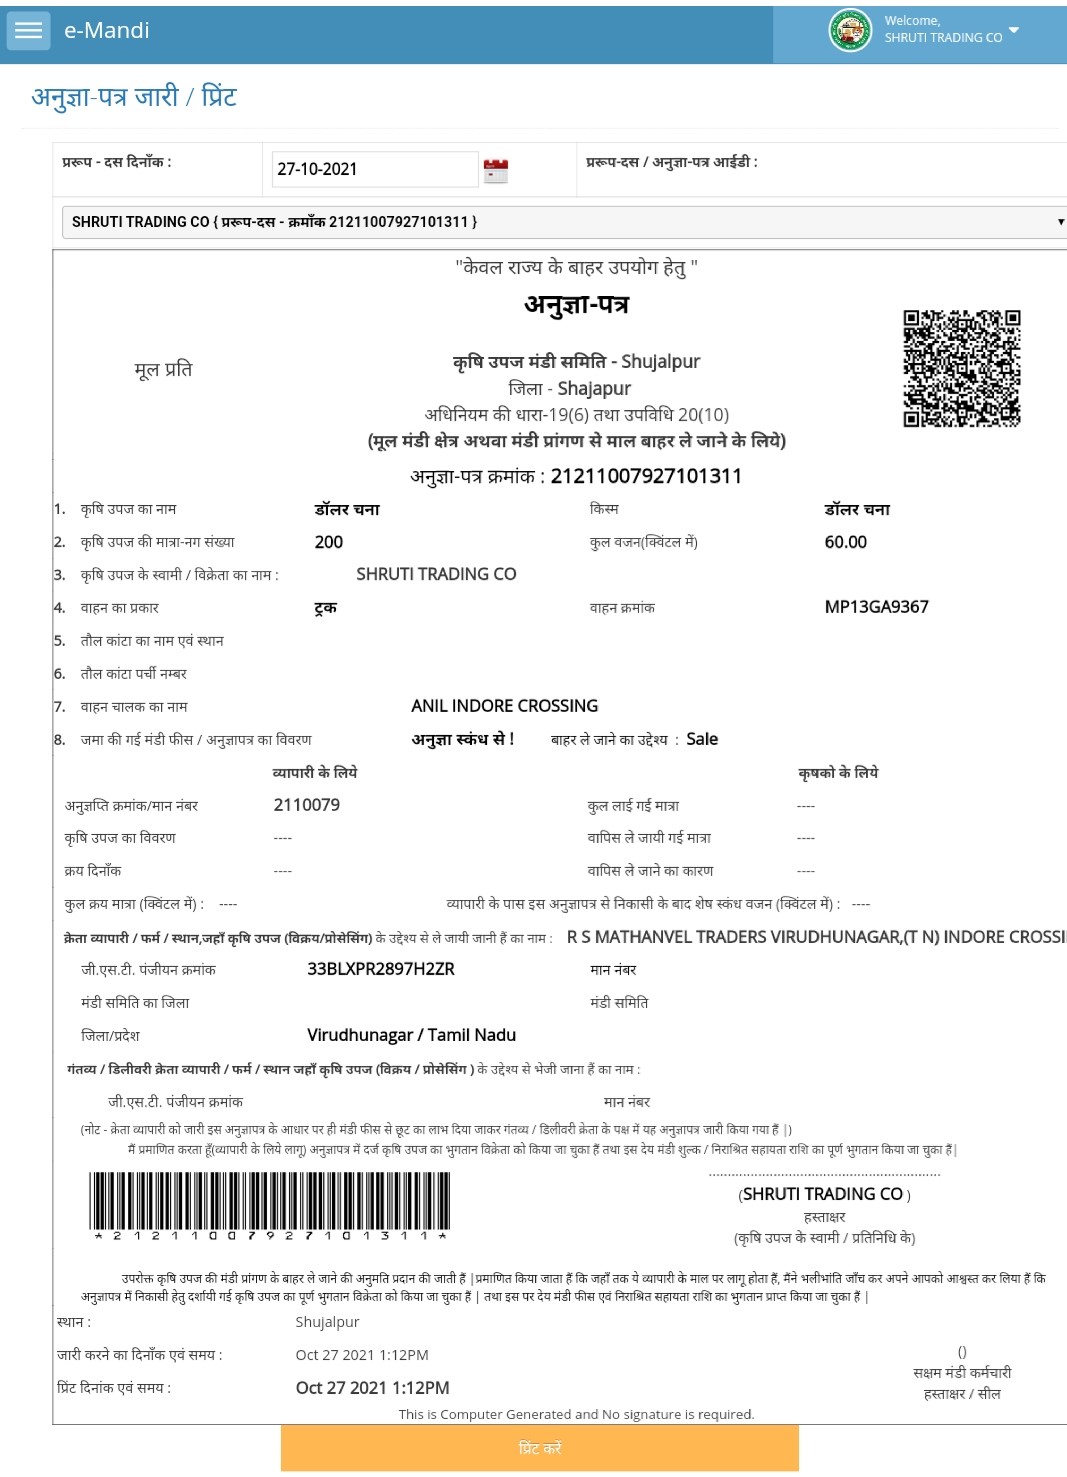 e-Mandi
Welcome,
SHRUTI TRADING CO
अनुज्ञा-पत्र जारी / प्रिंट
प्ररूप - दस दिनाँक : 27-10-2021 प्ररूप-दस / अनुज्ञा-पत्र आईडी :
SHRUTI TRADING CO { प्ररूप-दस - क्रमाँक 21211007927101311 }
"केवल राज्य के बाहर उपयोग हेतु "
अनुज्ञा-पत्र
मूल प्रति
कृषि उपज मंडी समिति - Shujalpur
जिला - Shajapur
अधिनियम की धारा-19(6) तथा उपविधि 20(10)
(मूल मंडी क्षेत्र अथवा मंडी प्रांगण से माल बाहर ले जाने के लिये)
अनुज्ञा-पत्र क्रमांक : 21211007927101311
1. कृषि उपज का नाम डॉलर चना किस्म डॉलर चना
2. कृषि उपज की मात्रा-नग संख्या 200 कुल वजन(क्विंटल में) 60.00
3. कृषि उपज के स्वामी / विक्रेता का नाम : SHRUTI TRADING CO
4. वाहन का प्रकार ट्रक वाहन क्रमांक MP13GA9367
5. तौल कांटा का नाम एवं स्थान
6. तौल कांटा पर्ची नम्बर
7. वाहन चालक का नाम ANIL INDORE CROSSING
8. जमा की गई मंडी फीस / अनुज्ञापत्र का विवरण अनुज्ञा स्कंध से ! बाहर ले जाने का उद्देश्य : Sale
व्यापारी के लिये कृषको के लिये
अनुज्ञप्ति क्रमांक/मान नंबर 2110079 कुल लाई गई मात्रा ----
कृषि उपज का विवरण ---- वापिस ले जायी गई मात्रा ----
क्रय दिनाँक ---- वापिस ले जाने का कारण ----
कुल क्रय मात्रा (क्विंटल में) : ---- व्यापारी के पास इस अनुज्ञापत्र से निकासी के बाद शेष स्कंध वजन (क्विंटल में) : ----
क्रेता व्यापारी / फर्म / स्थान,जहाँ कृषि उपज (विक्रय/प्रोसेसिंग) के उद्देश्य से ले जायी जानी हैं का नाम : R S MATHANVEL TRADERS VIRUDHUNAGAR,(T N) INDORE CROSSI
जी.एस.टी. पंजीयन क्रमांक 33BLXPR2897H2ZR मान नंबर
मंडी समिति का जिला मंडी समिति
जिला/प्रदेश Virudhunagar / Tamil Nadu
गंतव्य / डिलीवरी क्रेता व्यापारी / फर्म / स्थान जहाँ कृषि उपज (विक्रय / प्रोसेसिंग ) के उद्देश्य से भेजी जाना हैं का नाम :
जी.एस.टी. पंजीयन क्रमांक मान नंबर
(नोट - क्रेता व्यापारी को जारी इस अनुज्ञापत्र के आधार पर ही मंडी फीस से छूट का लाभ दिया जाकर गंतव्य / डिलीवरी क्रेता के पक्ष में यह अनुज्ञापत्र जारी किया गया हैं |)
मैं प्रमाणित करता हूँ(व्यापारी के लिये लागू) अनुज्ञापत्र में दर्ज कृषि उपज का भुगतान विक्रेता को किया जा चुका हैं तथा इस देय मंडी शुल्क / निराश्रित सहायता राशि का पूर्ण भुगतान किया जा चुका हैं|
*21211007927101311*
(SHRUTI TRADING CO )
हस्ताक्षर
(कृषि उपज के स्वामी / प्रतिनिधि के)
उपरोक्त कृषि उपज की मंडी प्रांगण के बाहर ले जाने की अनुमति प्रदान की जाती हैं |प्रमाणित किया जाता हैं कि जहाँ तक ये व्यापारी के माल पर लागू होता हैं, मैंने भलीभांति जाँच कर अपने आपको आश्वस्त कर लिया हैं कि
अनुज्ञापत्र में निकासी हेतु दर्शायी गई कृषि उपज का पूर्ण भुगतान विक्रेता को किया जा चुका हैं | तथा इस पर देय मंडी फीस एवं निराश्रित सहायता राशि का भुगतान प्राप्त किया जा चुका हैं |
स्थान : Shujalpur
जारी करने का दिनाँक एवं समय : Oct 27 2021 1:12PM
()
सक्षम मंडी कर्मचारी
प्रिंट दिनांक एवं समय : Oct 27 2021 1:12PM
हस्ताक्षर / सील
This is Computer Generated and No signature is required.
प्रिंट करें